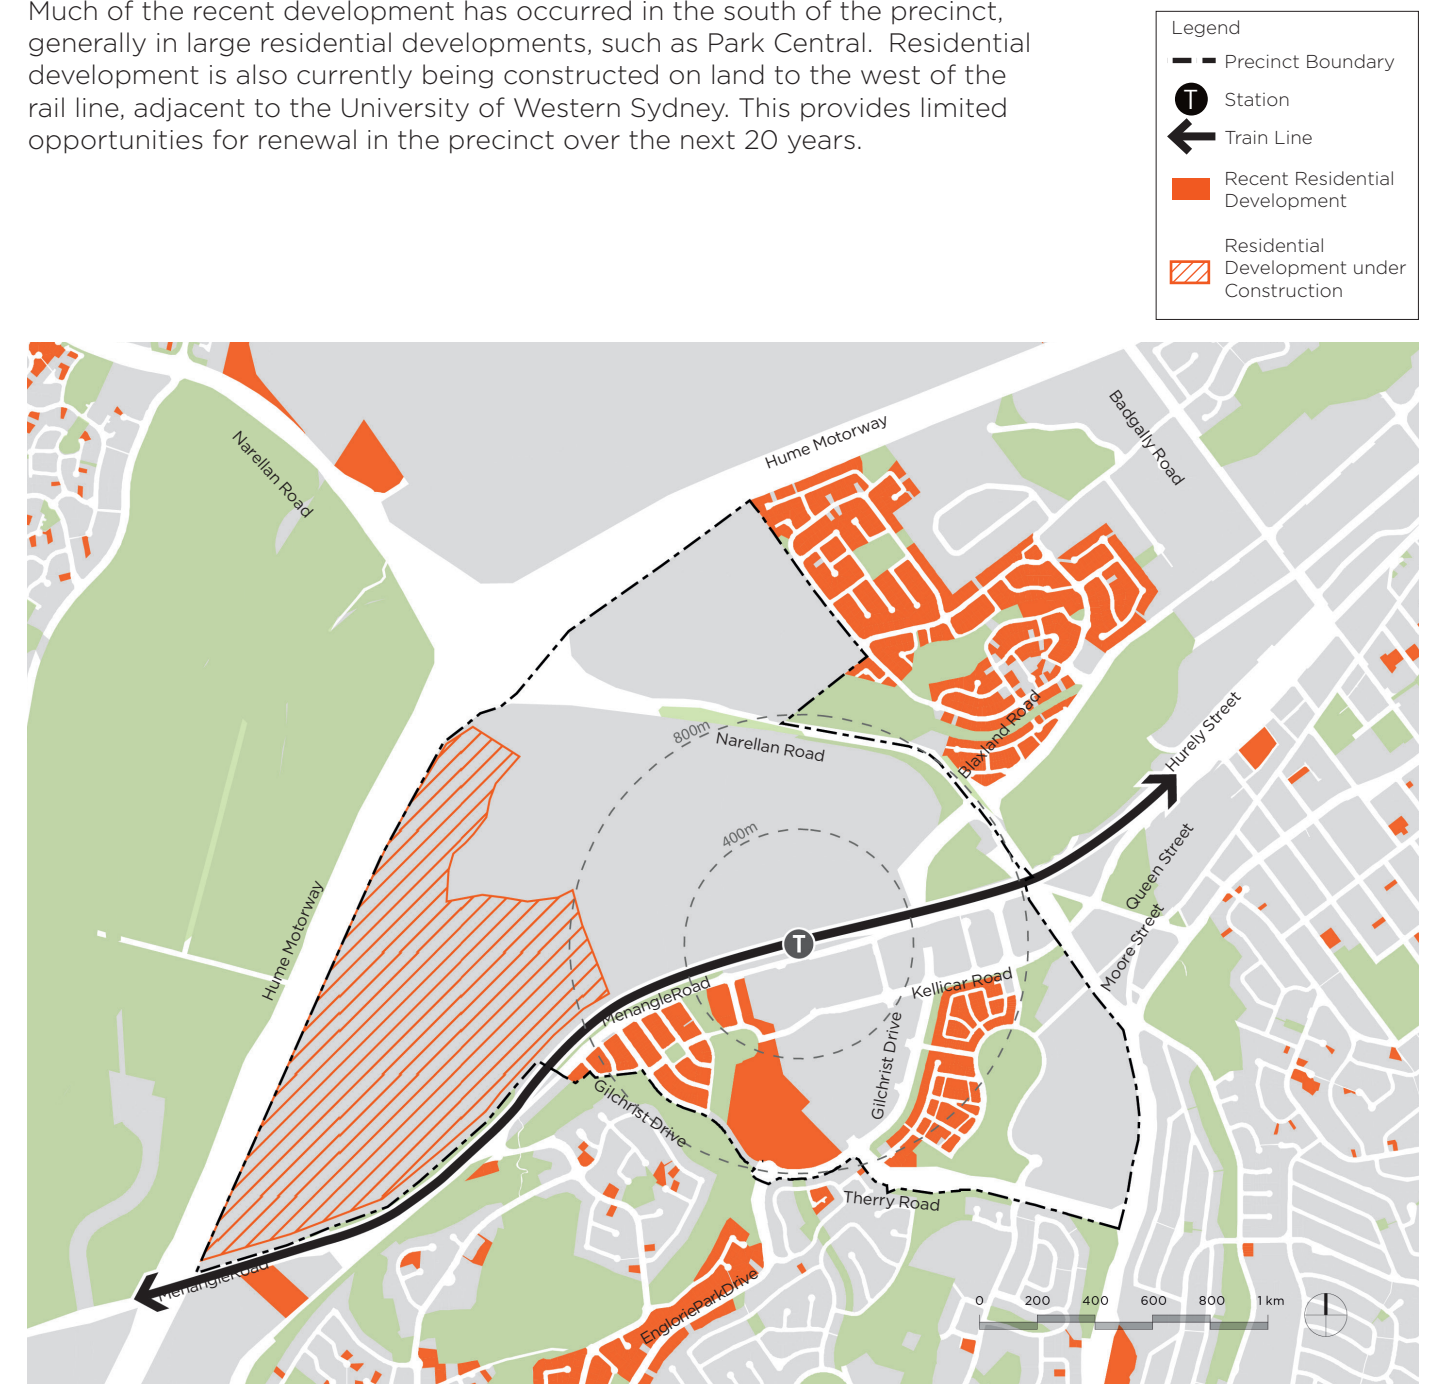 Much of the recent development has occurred in the south of the precinct,
generally in large residential developments, such as Park Central.  Residential
development is also currently being constructed on land to the west of the
rail line, adjacent to the University of Western Sydney. This provides limited
opportunities for renewal in the precinct over the next 20 years.
Legend
Precinct Boundary
T
Station
Train Line
Recent Residential
Development
Residential
Development under
Construction
Hume Motorway
Badgally Road
Narellan Road
Blaxland Road
Hurely Street
800m
Narellan Road
400m
Queen Street
Moore Street
Hume Motorway
T
MenangleRoad
Kellicar Road
Gilchrist Drive
Gilchrist Drive
Therry Road
MenangleRoad
EnglorieParkDrive
0 200 400 600 800 1 km